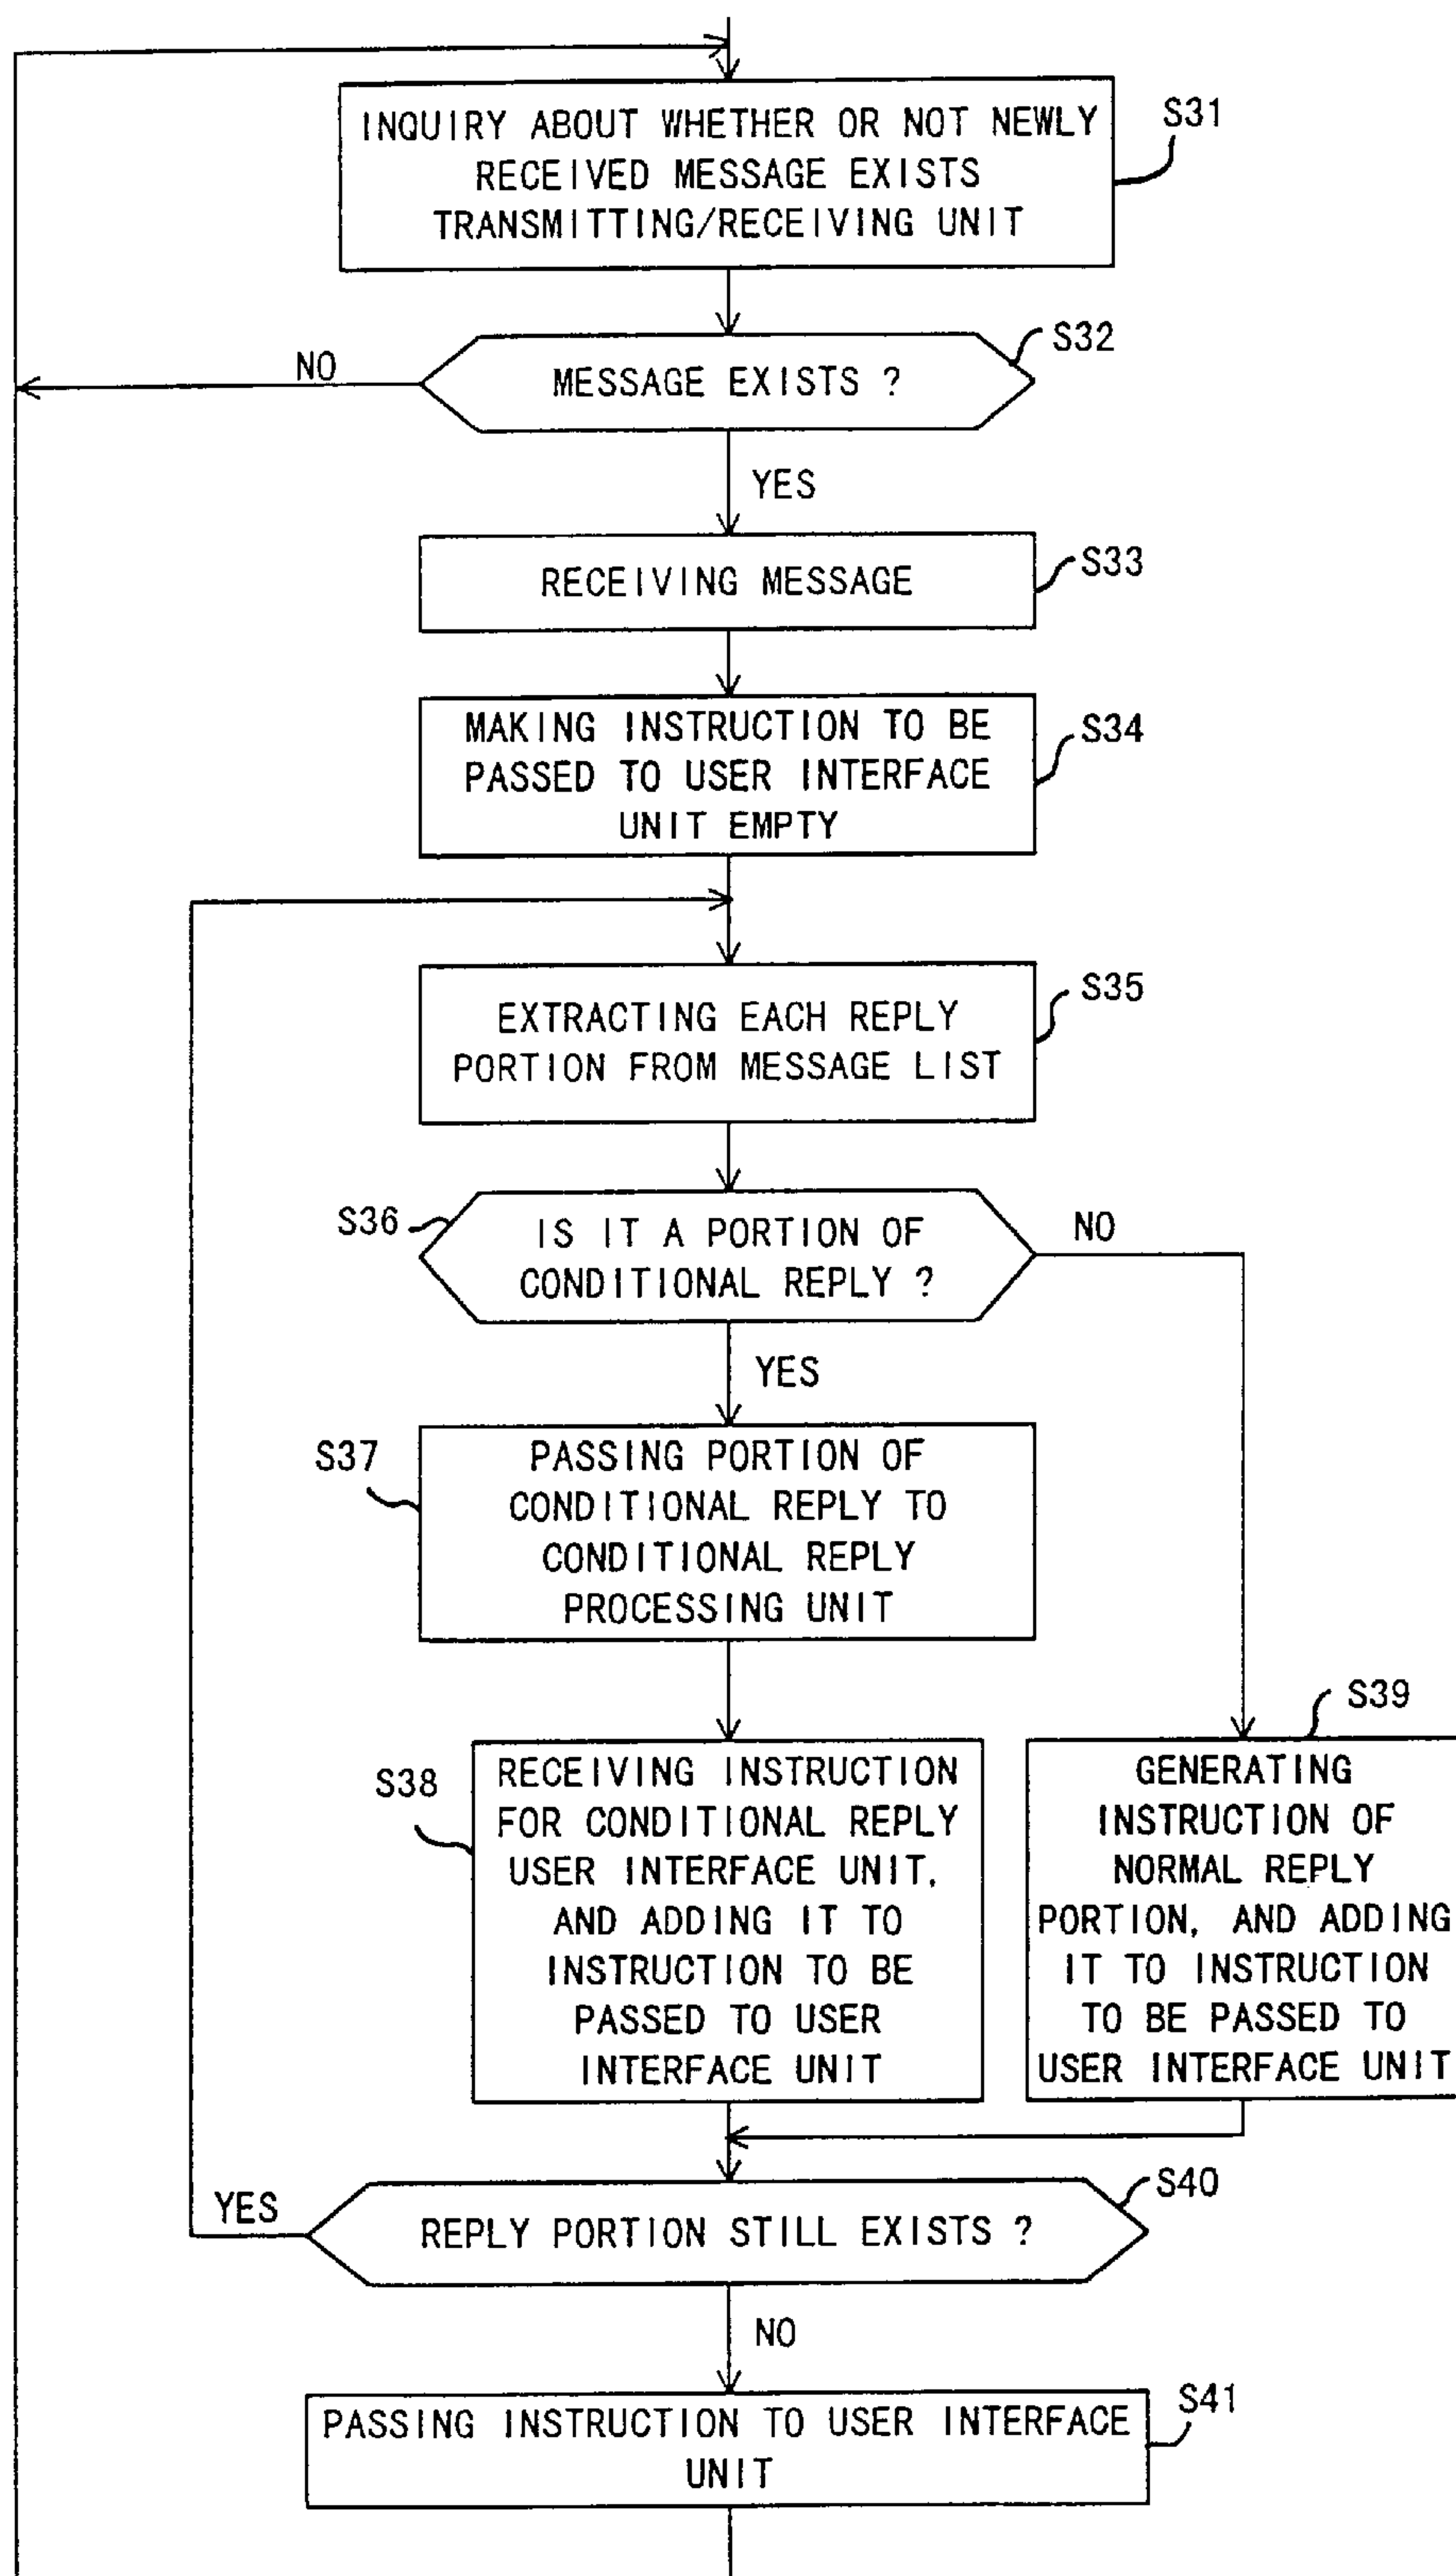 INQUIRY ABOUT WHETHER OR NOT NEWLY
RECEIVED MESSAGE EXISTS
TRANSMITTING/RECEIVING UNIT
S31
MESSAGE EXISTS ?
S32
NO
YES
RECEIVING MESSAGE
S33
MAKING INSTRUCTION TO BE
PASSED TO USER INTERFACE
UNIT EMPTY
S34
EXTRACTING EACH REPLY
PORTION FROM MESSAGE LIST
S35
S36
IS IT A PORTION OF
CONDITIONAL REPLY ?
NO
YES
S37
PASSING PORTION OF
CONDITIONAL REPLY TO
CONDITIONAL REPLY
PROCESSING UNIT
S38
RECEIVING INSTRUCTION
FOR CONDITIONAL REPLY
USER INTERFACE UNIT,
AND ADDING IT TO
INSTRUCTION TO BE
PASSED TO USER
INTERFACE UNIT
S39
GENERATING
INSTRUCTION OF
NORMAL REPLY
PORTION, AND ADDING
IT TO INSTRUCTION
TO BE PASSED TO
USER INTERFACE UNIT
S40
YES
REPLY PORTION STILL EXISTS ?
NO
S41
PASSING INSTRUCTION TO USER INTERFACE
UNIT